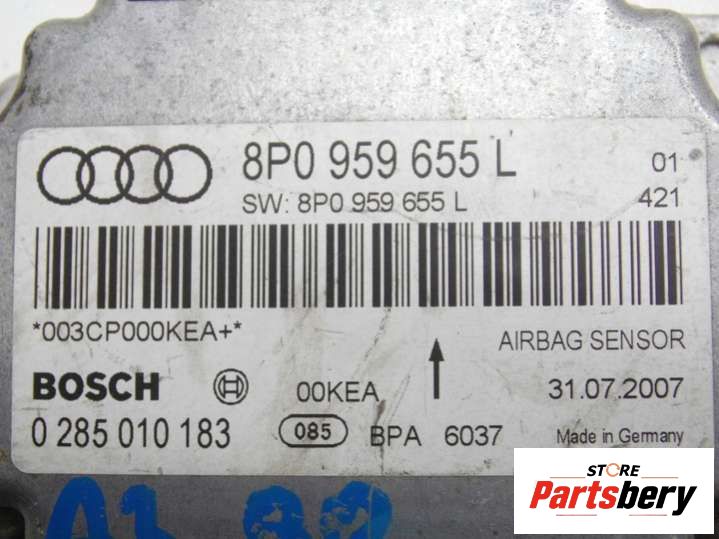 8P0 959 655 L 01
SW: 8P0 959 655 L 421
*003CP000KEA+*
AIRBAG SENSOR
BOSCH 00KEA 31.07.2007
0 285 010 183 085 BPA 6037 Made in Germany
STORE
Partsbery